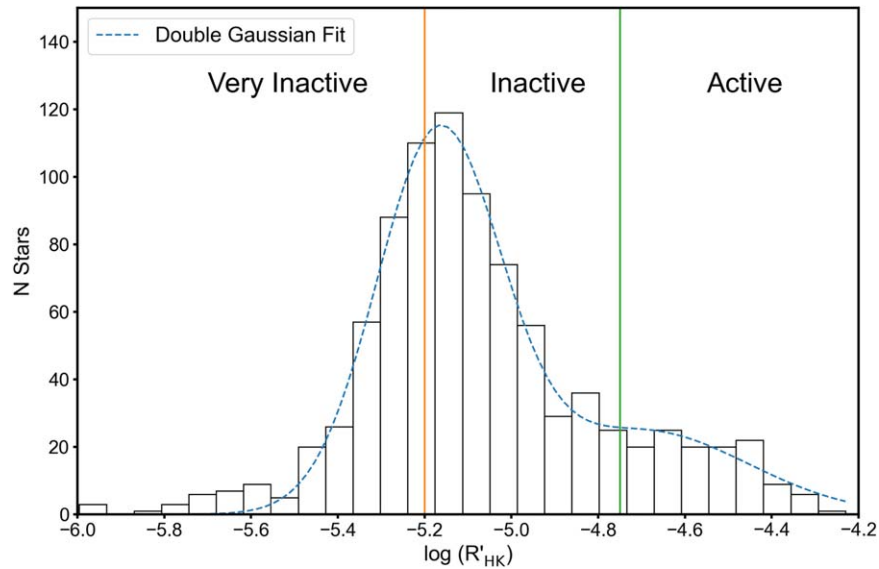 Double Gaussian Fit
Very Inactive
Inactive
Active
N Stars
140
120
100
80
60
40
20
0
−6.0 −5.8 −5.6 −5.4 −5.2 −5.0 −4.8 −4.6 −4.4 −4.2
log (R'HK)